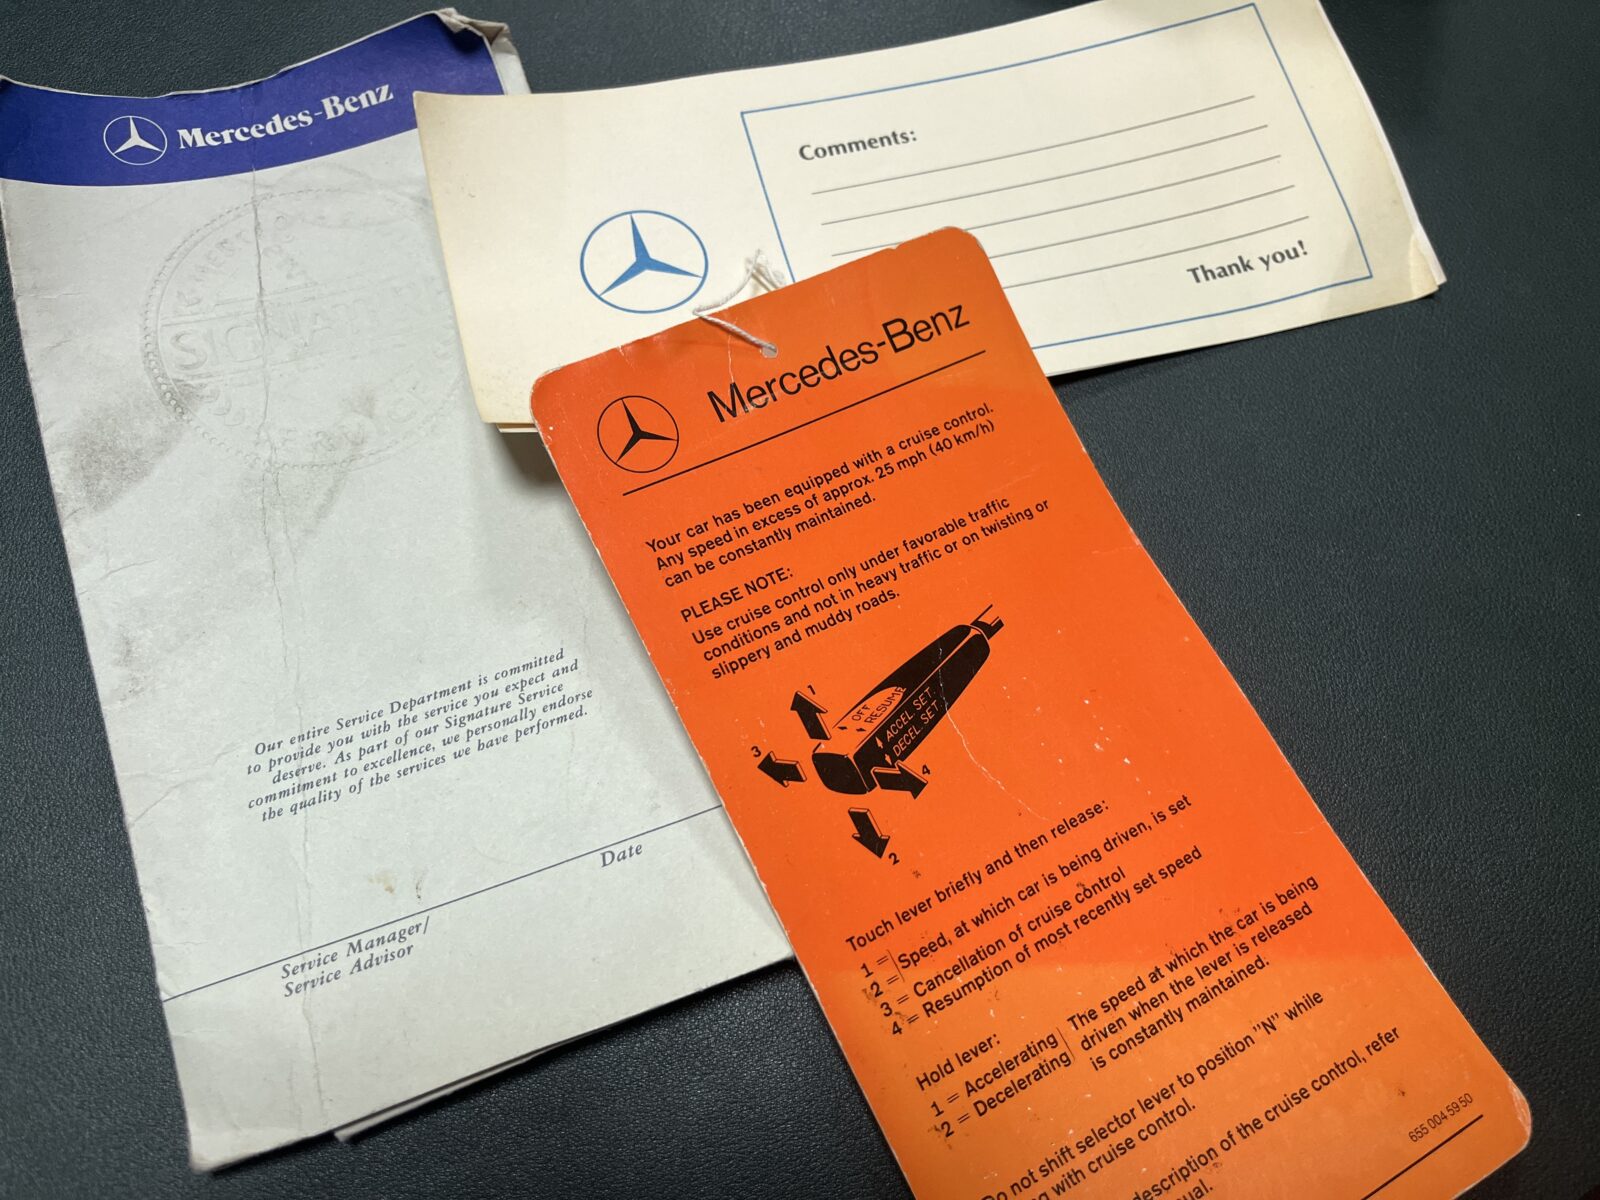 Mercedes-Benz
Our entire Service Department is committed
to provide you with the service you expect and
deserve. As part of our Signature Service
commitment to excellence, we personally endorse
the quality of the services we have performed.
Date
Service Manager/
Service Advisor
Comments:
Thank you!
Mercedes-Benz
Your car has been equipped with a cruise control.
Any speed in excess of approx. 25 mph (40 km/h)
can be constantly maintained.
PLEASE NOTE:
Use cruise control only under favorable traffic
conditions and not in heavy traffic or on twisting or
slippery and muddy roads.
1
OFF
RESUME
ACCEL SET.
DECEL. SET.
3
4
2
Touch lever briefly and then release:
1 = Speed, at which car is being driven, is set
2 =
3 = Cancellation of cruise control
4 = Resumption of most recently set speed
Hold lever:
1 = Accelerating
2 = Decelerating
The speed at which the car is being
driven when the lever is released
is constantly maintained.
Do not shift selector lever to position "N" while
with cruise control.
description of the cruise control, refer
655 004 59 50